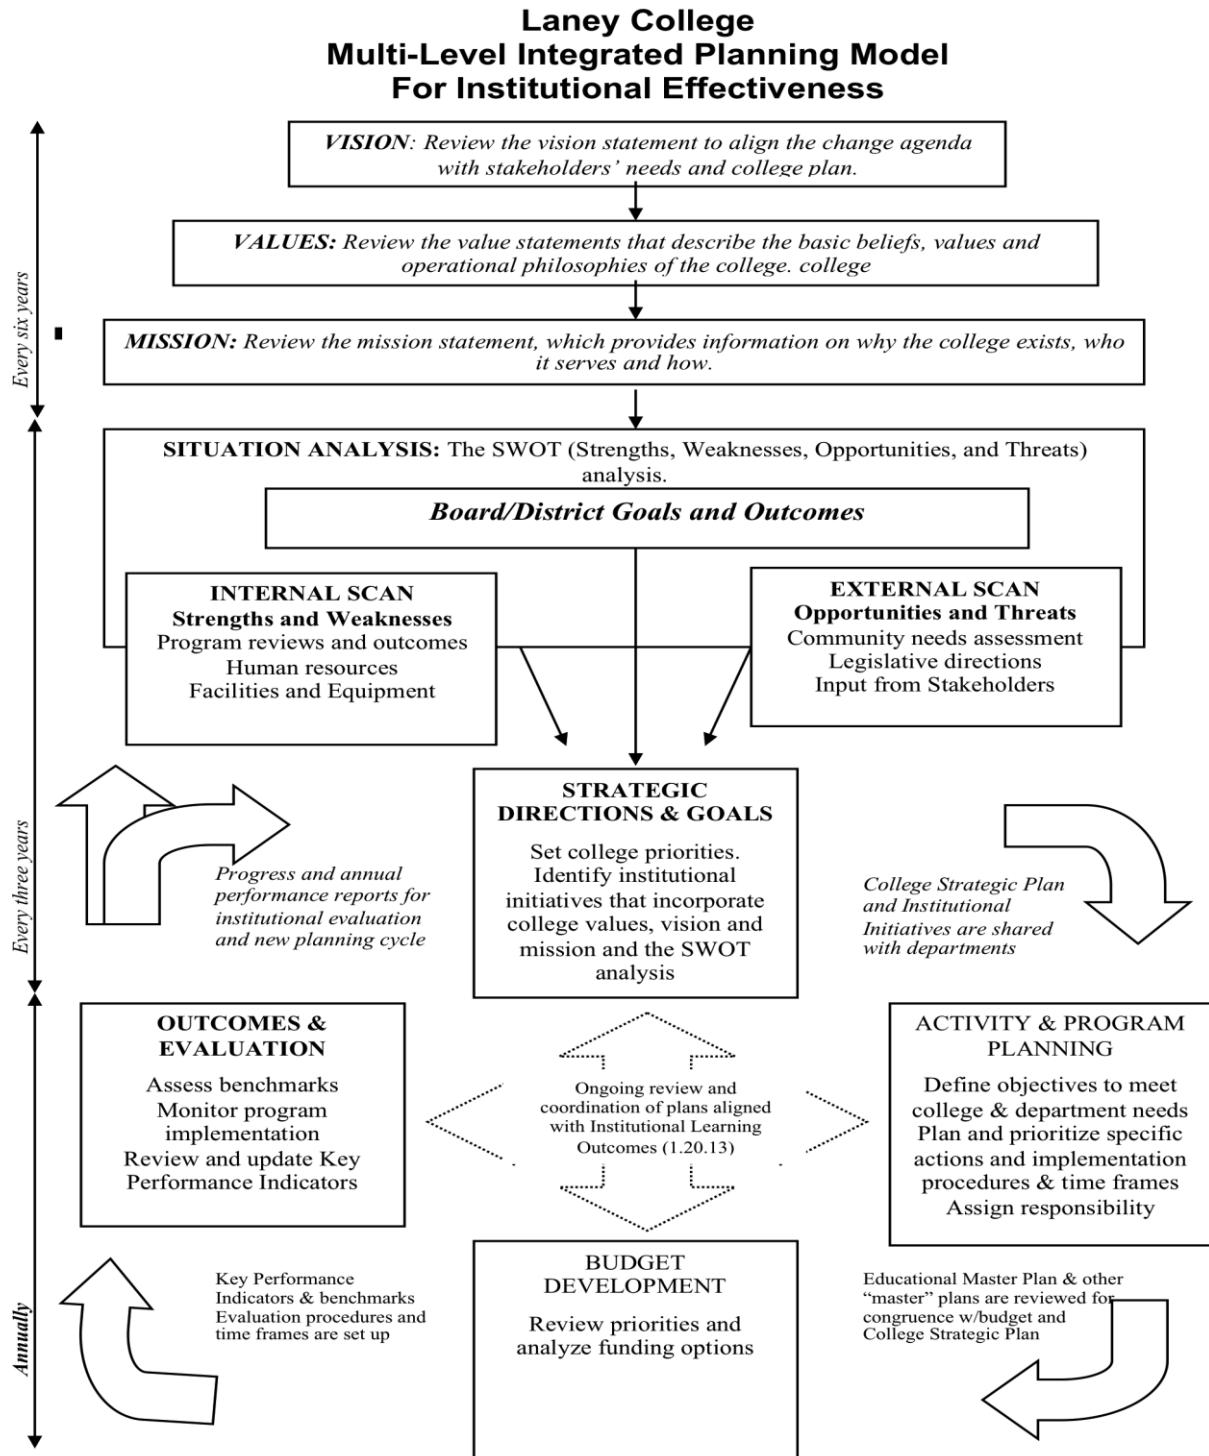 Laney College
Multi-Level Integrated Planning Model
For Institutional Effectiveness
VISION: Review the vision statement to align the change agenda
with stakeholders’ needs and college plan.
VALUES: Review the value statements that describe the basic beliefs, values and
operational philosophies of the college. college
MISSION: Review the mission statement, which provides information on why the college exists, who
it serves and how.
Every six years
SITUATION ANALYSIS: The SWOT (Strengths, Weaknesses, Opportunities, and Threats)
analysis.
Board/District Goals and Outcomes
INTERNAL SCAN
Strengths and Weaknesses
Program reviews and outcomes
Human resources
Facilities and Equipment
EXTERNAL SCAN
Opportunities and Threats
Community needs assessment
Legislative directions
Input from Stakeholders
Every three years
Progress and annual
performance reports for
institutional evaluation
and new planning cycle
STRATEGIC
DIRECTIONS & GOALS
Set college priorities.
Identify institutional
initiatives that incorporate
college values, vision and
mission and the SWOT
analysis
College Strategic Plan
and Institutional
Initiatives are shared
with departments
OUTCOMES &
EVALUATION
Assess benchmarks
Monitor program
implementation
Review and update Key
Performance Indicators
Ongoing review and
coordination of plans aligned
with Institutional Learning
Outcomes (1.20.13)
ACTIVITY & PROGRAM
PLANNING
Define objectives to meet
college & department needs
Plan and prioritize specific
actions and implementation
procedures & time frames
Assign responsibility
Annually
Key Performance
Indicators & benchmarks
Evaluation procedures and
time frames are set up
BUDGET
DEVELOPMENT
Review priorities and
analyze funding options
Educational Master Plan & other
“master” plans are reviewed for
congruence w/budget and
College Strategic Plan